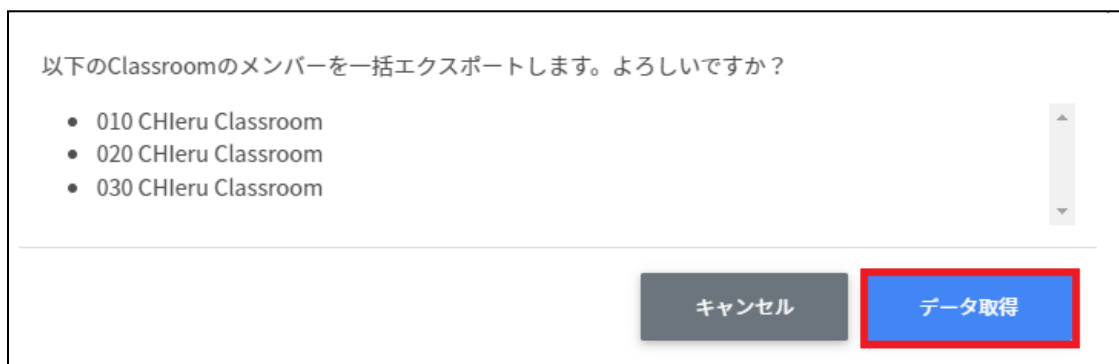 以下のClassroomのメンバーを一括エクスポートします。よろしいですか？
• 010 CHIeru Classroom
• 020 CHIeru Classroom
• 030 CHIeru Classroom
キャンセル
データ取得